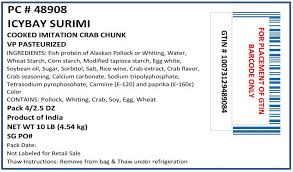 PC # 48908
ICYBAY SURIMI
COOKED IMITATION CRAB CHUNK
VP PASTEURIZED
INGREDIENTS: Fish protein of Alaskan Pollock or Whiting, Water,
Wheat Starch, Corn starch, Modified tapioca starch, Egg white,
Soybean oil, Sugar, Sorbitol, Salt, Rice wine, Crab extract, Crab flavor,
Crab seasoning, Calcium carbonate, Sodium tripolyphosphate,
Tetrasodium pyrophosphate, Carmine (E-120) and paprika (E-160c)
Color
CONTAINS: Pollock, Whiting, Crab, Soy, Egg, Wheat
Pack 4/2.5 DZ
Product of India
NET WT 10 LB (4.54 KG)
SG PO#
Pack Date:
Not Labeled for Retail Sale
Thaw Instructions: Remove from bag & Thaw under refrigeration
GTIN # 10073129489084
FOR PLACEMENT OF GTIN
BARCODE ONLY